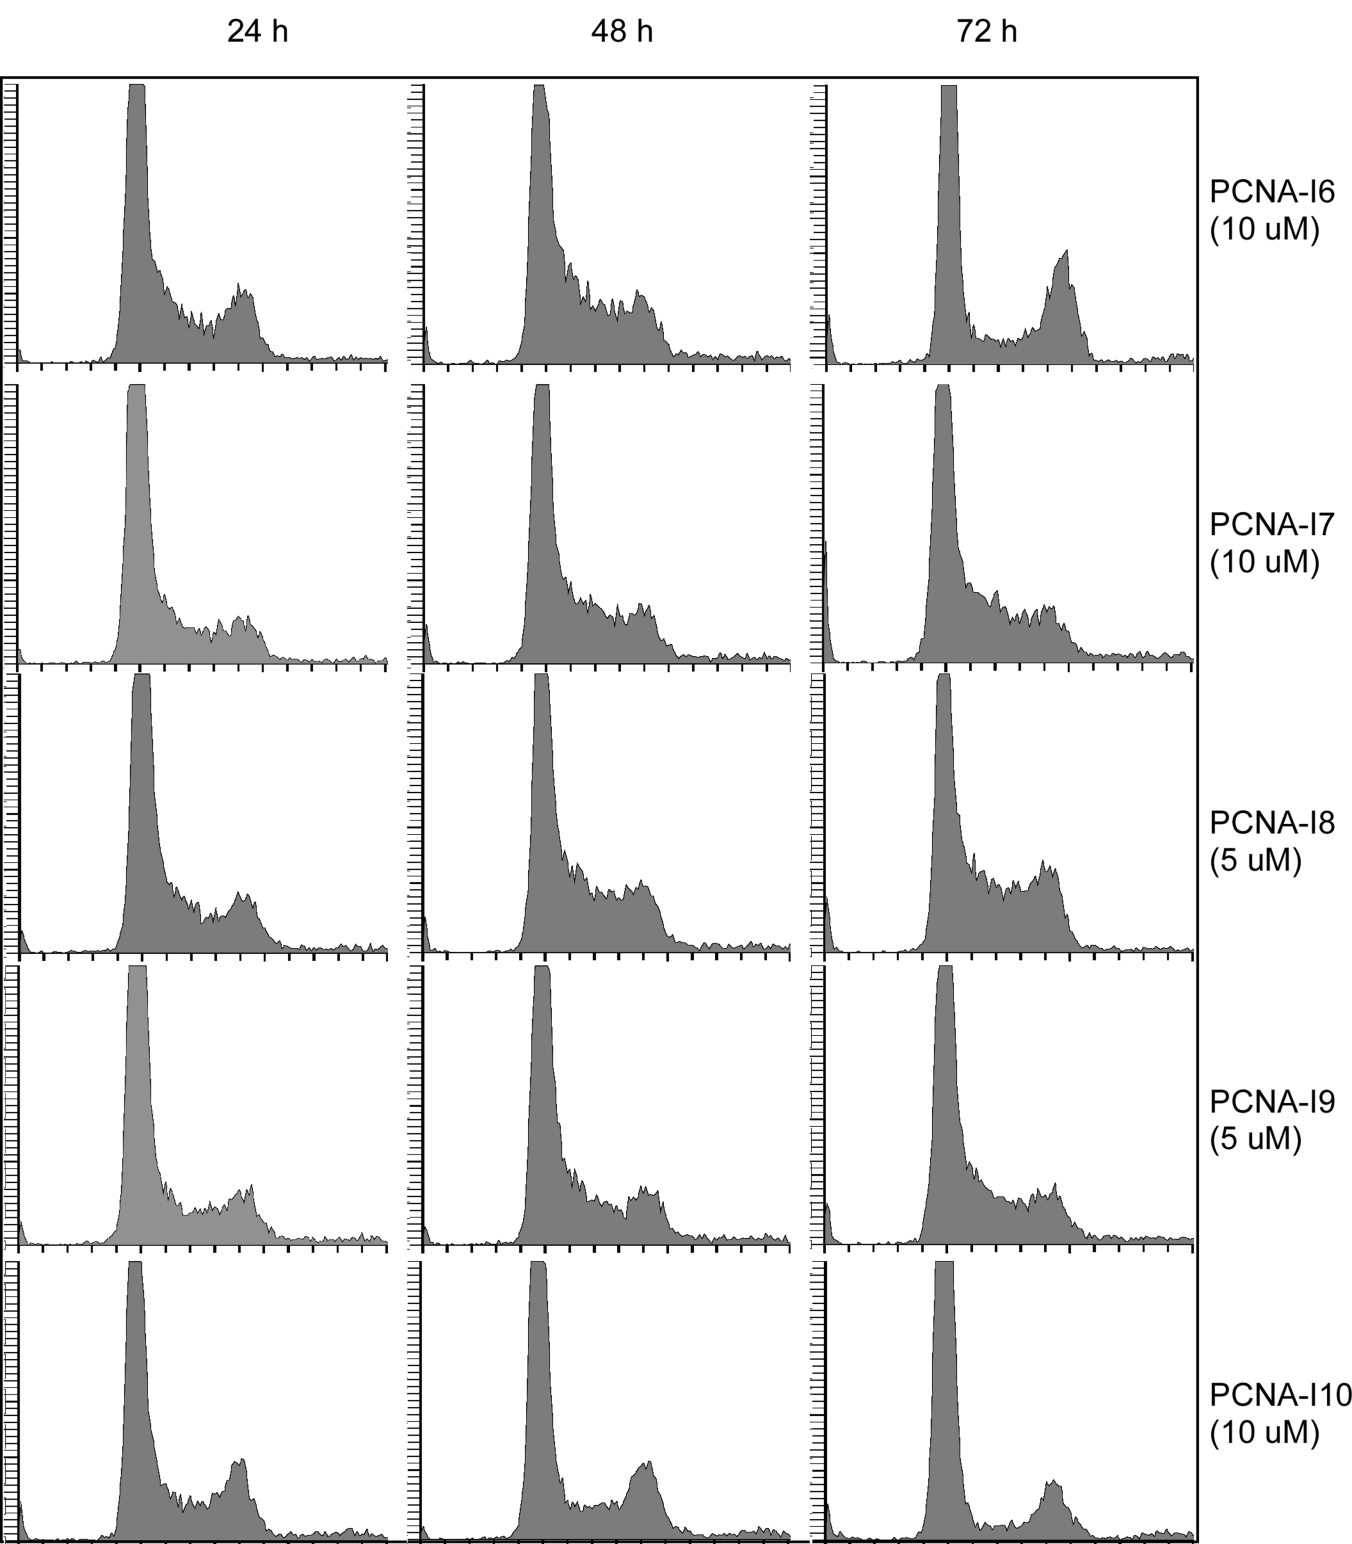 24 h
48 h
72 h
PCNA-I6
(10 uM)
PCNA-I7
(10 uM)
PCNA-I8
(5 uM)
PCNA-I9
(5 uM)
PCNA-I10
(10 uM)